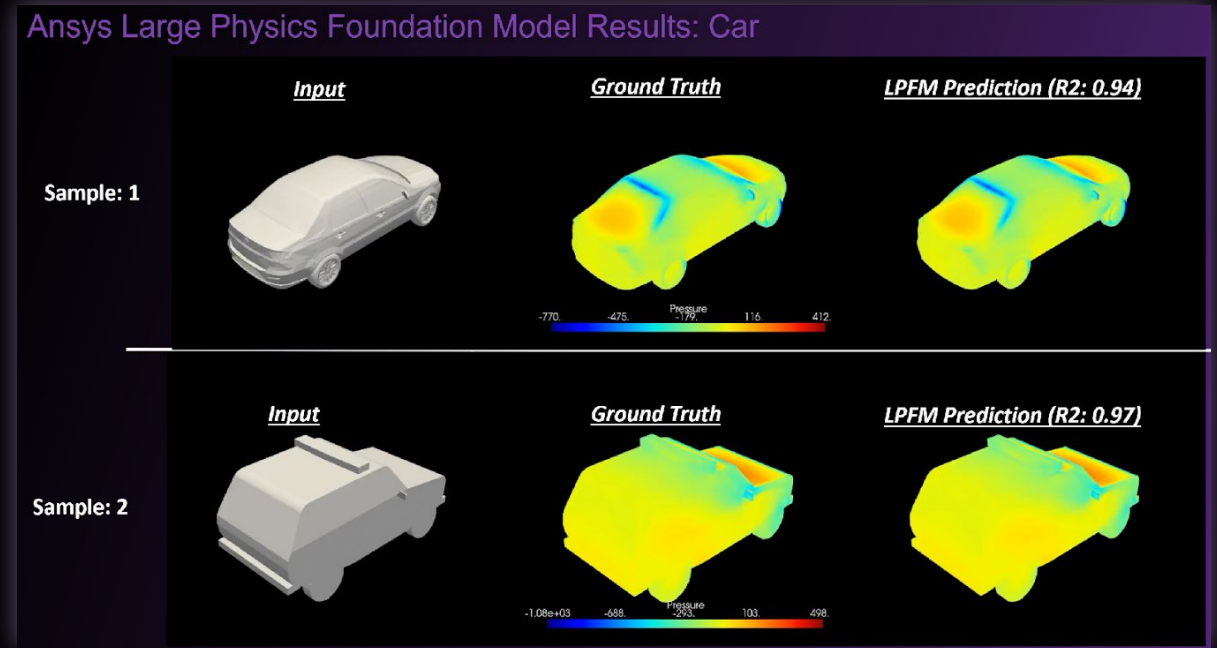 Ansys Large Physics Foundation Model Results: Car
Input
Ground Truth
LPFM Prediction (R2: 0.94)
Sample: 1
Pressure
-770. -475. -179. 116. 412.
Input
Ground Truth
LPFM Prediction (R2: 0.97)
Sample: 2
Pressure
-1.08e+03 -688. -293. 103. 498.